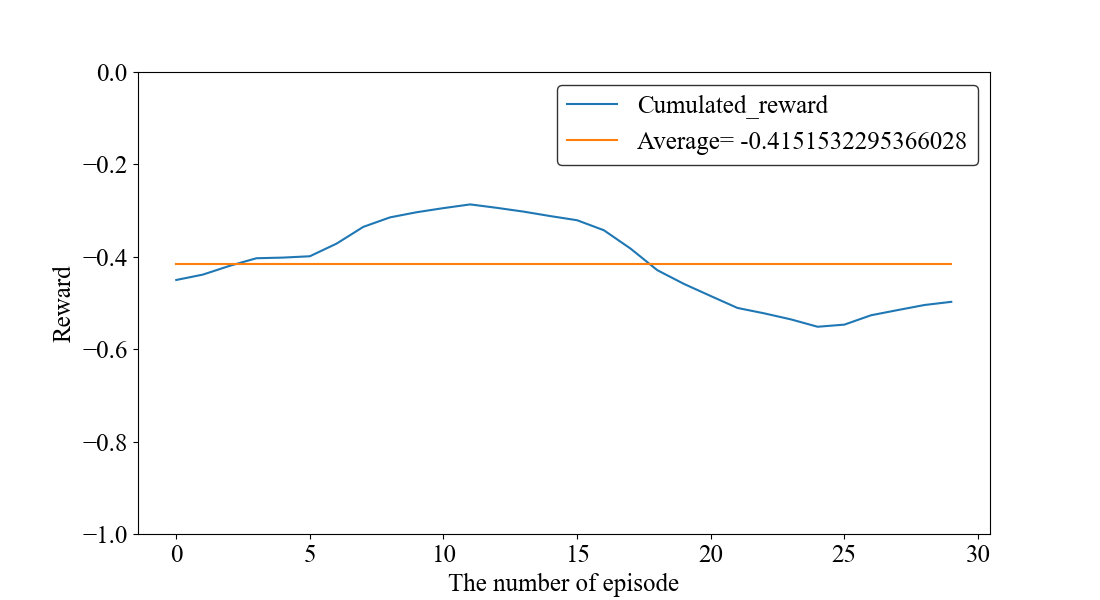 0.0
−0.2
−0.4
−0.6
−0.8
−1.0
Reward
Cumulated_reward
Average= -0.4151532295366028
0 5 10 15 20 25 30
The number of episode